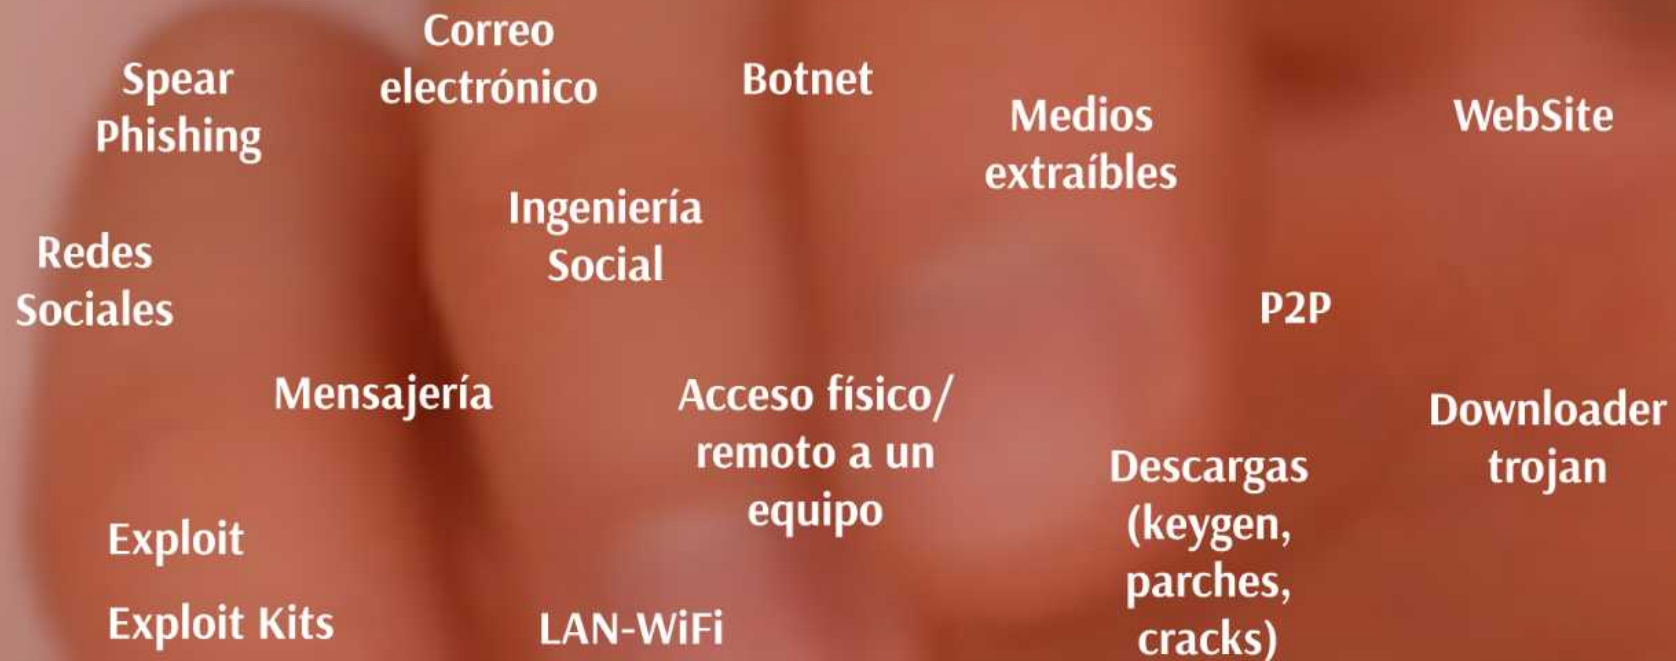 Correo
electrónico
Spear
Phishing
Botnet
Medios
extraíbles
WebSite
Ingeniería
Social
Redes
Sociales
P2P
Mensajería
Acceso físico/
remoto a un
equipo
Downloader
trojan
Descargas
(keygen,
parches,
cracks)
Exploit
Exploit Kits
LAN-WiFi